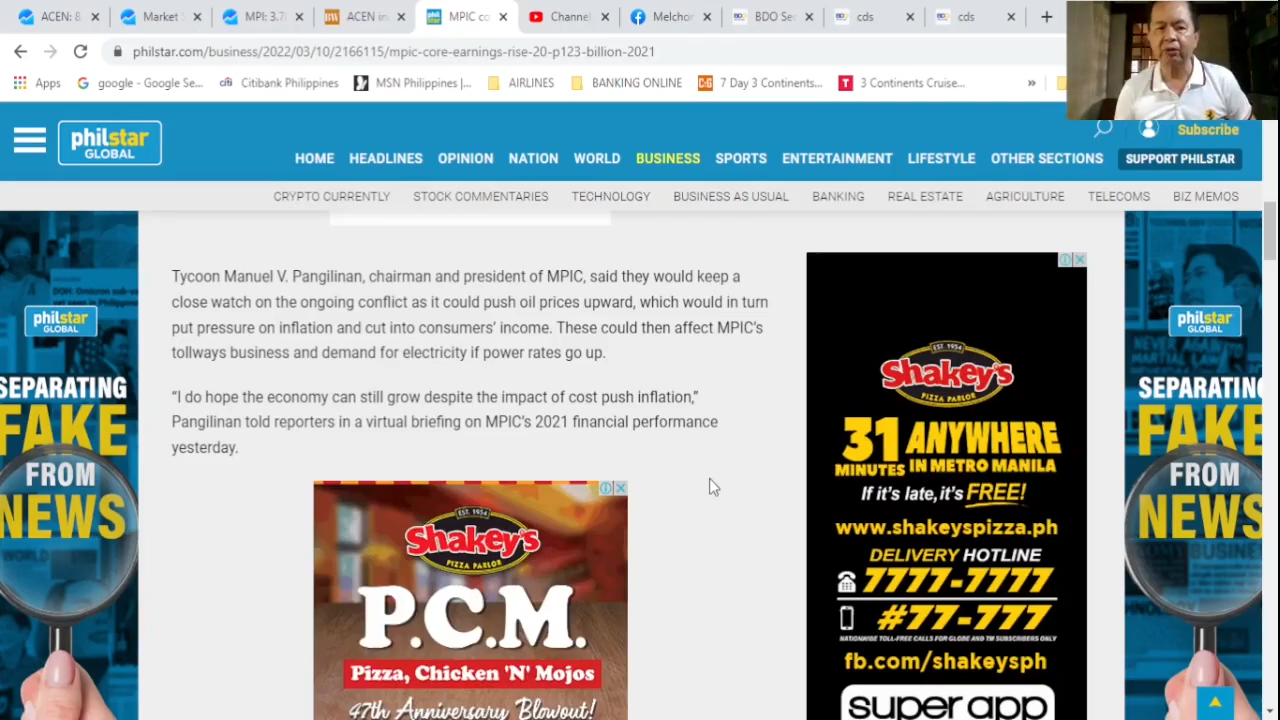 ACEN: 8
Market
MPI: 3.7
ACEN in
MPIC co
Channel
Melchor
BDO Se
cds
cds
philstar.com/business/2022/03/10/2166115/mpic-core-earnings-rise-20-p123-billion-2021
Apps
google - Google Se...
Citibank Philippines
MSN Philippines |...
AIRLINES
BANKING ONLINE
7 Day 3 Continents...
3 Continents Cruise...
»
philstar
GLOBAL
Subscribe
HOME HEADLINES OPINION NATION WORLD BUSINESS SPORTS ENTERTAINMENT LIFESTYLE OTHER SECTIONS SUPPORT PHILSTAR
CRYPTO CURRENTLY STOCK COMMENTARIES TECHNOLOGY BUSINESS AS USUAL BANKING REAL ESTATE AGRICULTURE TELECOMS BIZ MEMOS
Tycoon Manuel V. Pangilinan, chairman and president of MPIC, said they would keep a
close watch on the ongoing conflict as it could push oil prices upward, which would in turn
put pressure on inflation and cut into consumers’ income. These could then affect MPIC’s
tollways business and demand for electricity if power rates go up.
“I do hope the economy can still grow despite the impact of cost push inflation,”
Pangilinan told reporters in a virtual briefing on MPIC’s 2021 financial performance
yesterday.
EST. 1954
Shakey's
PIZZA PARLOR
P.C.M.
Pizza, Chicken 'N' Mojos
47th Anniversary Blowout!
EST. 1954
Shakey's
PIZZA PARLOR
31 ANYWHERE
MINUTES IN METRO MANILA
If it's late, it's FREE!
www.shakeyspizza.ph
DELIVERY HOTLINE
7777-7777
#77-777
NATIONWIDE TOLL-FREE CALLS FOR GLOBE AND TM SUBSCRIBERS ONLY
fb.com/shakeysph
super app
philstar
GLOBAL
SEPARATING
FAKE
FROM
NEWS
philstar
GLOBAL
SEPARATING
FAKE
FROM
NEWS